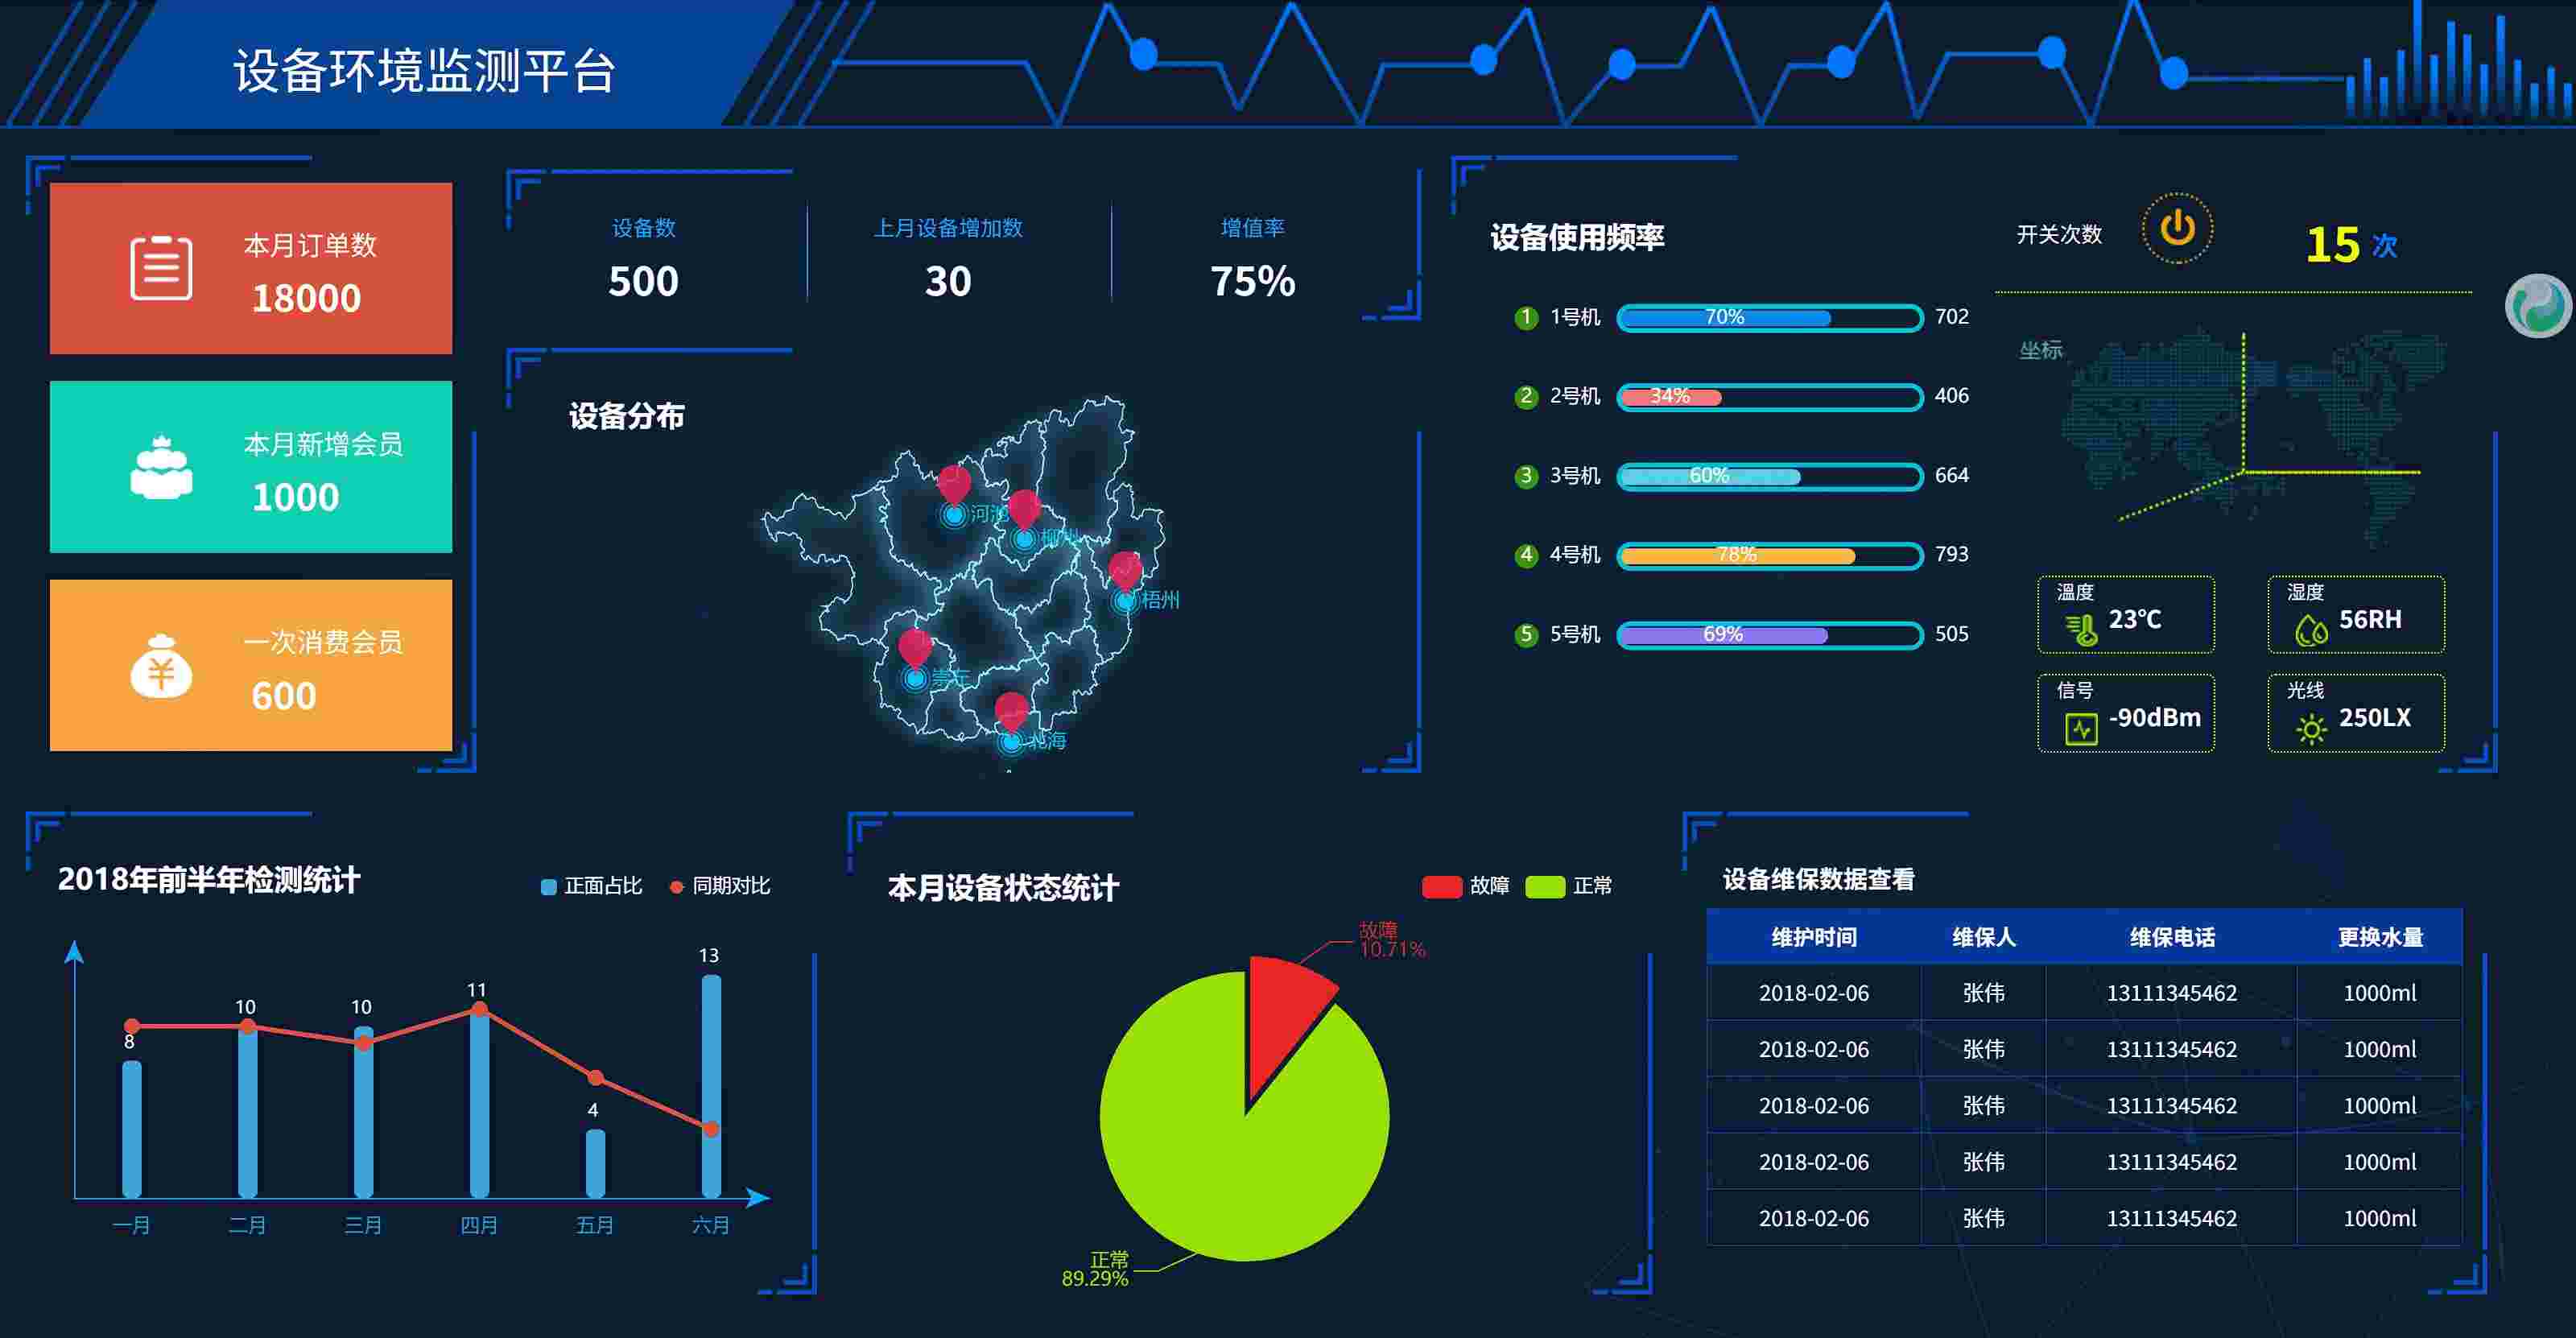 设备环境监测平台
本月订单数
18000
本月新增会员
1000
一次消费会员
600
设备数
500
上月设备增加数
30
增值率
75%
设备分布
河池
柳州
梧州
崇左
北海
设备使用频率
1 1号机 70% 702
2 2号机 34% 406
3 3号机 60% 664
4 4号机 78% 793
5 5号机 69% 505
开关次数 15 次
坐标
温度
23℃
湿度
56RH
信号
-90dBm
光线
250LX
2018年前半年检测统计
正面占比 同期对比
8 10 10 11 4 13
一月 二月 三月 四月 五月 六月
本月设备状态统计
故障 正常
故障
10.71%
正常
89.29%
设备维保数据查看
维护时间 维保人 维保电话 更换水量
2018-02-06 张伟 13111345462 1000ml
2018-02-06 张伟 13111345462 1000ml
2018-02-06 张伟 13111345462 1000ml
2018-02-06 张伟 13111345462 1000ml
2018-02-06 张伟 13111345462 1000ml